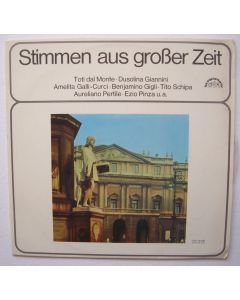 Stimmen aus großer Zeit
Toti dal Monte · Dusolina Giannini
Amelita Galli-Curci · Benjamino Gigli · Tito Schipa
Aureliano Pertile · Ezio Pinza u.a.